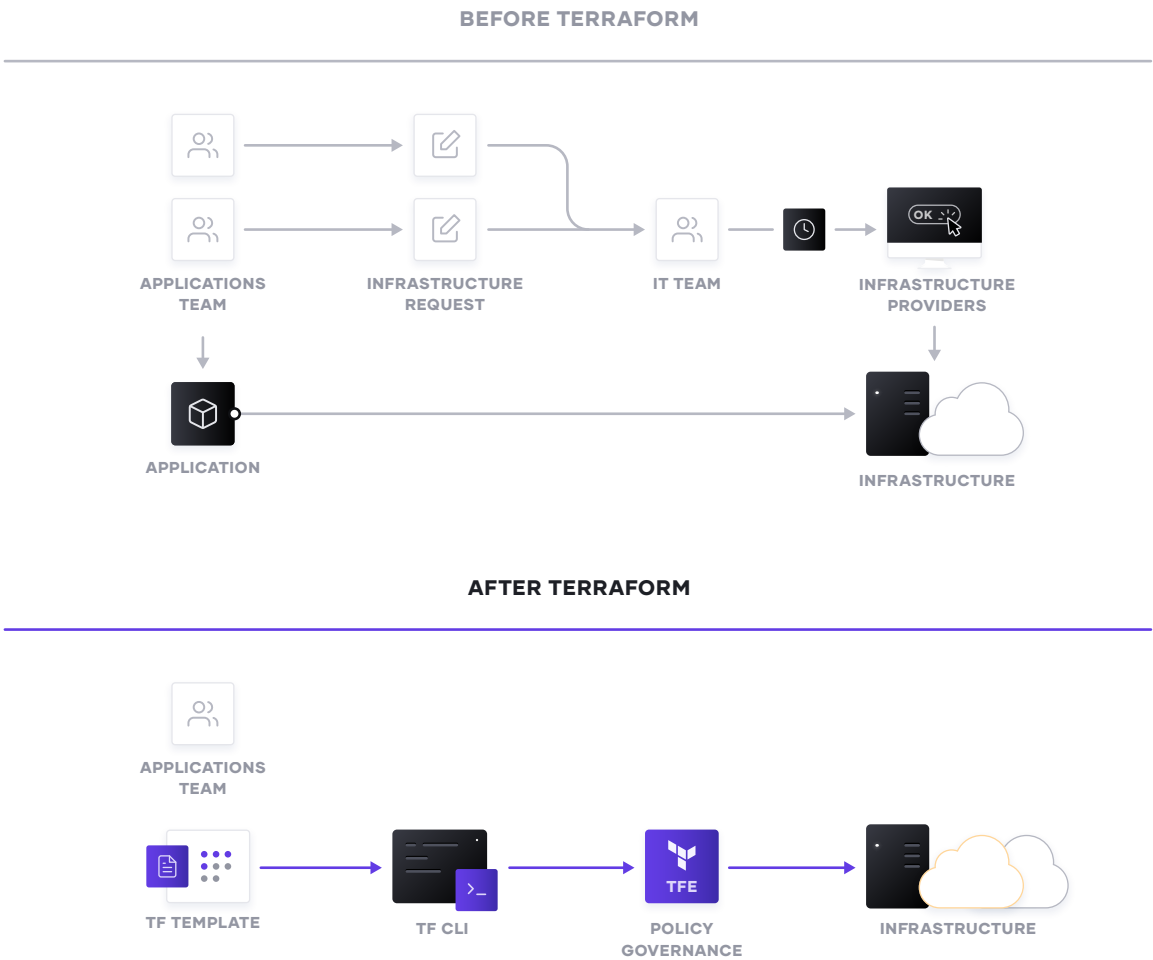 BEFORE TERRAFORM
OK
APPLICATIONS
TEAM
INFRASTRUCTURE
REQUEST
IT TEAM
INFRASTRUCTURE
PROVIDERS
APPLICATION
INFRASTRUCTURE
AFTER TERRAFORM
APPLICATIONS
TEAM
>_
TFE
TF TEMPLATE
TF CLI
POLICY
GOVERNANCE
INFRASTRUCTURE